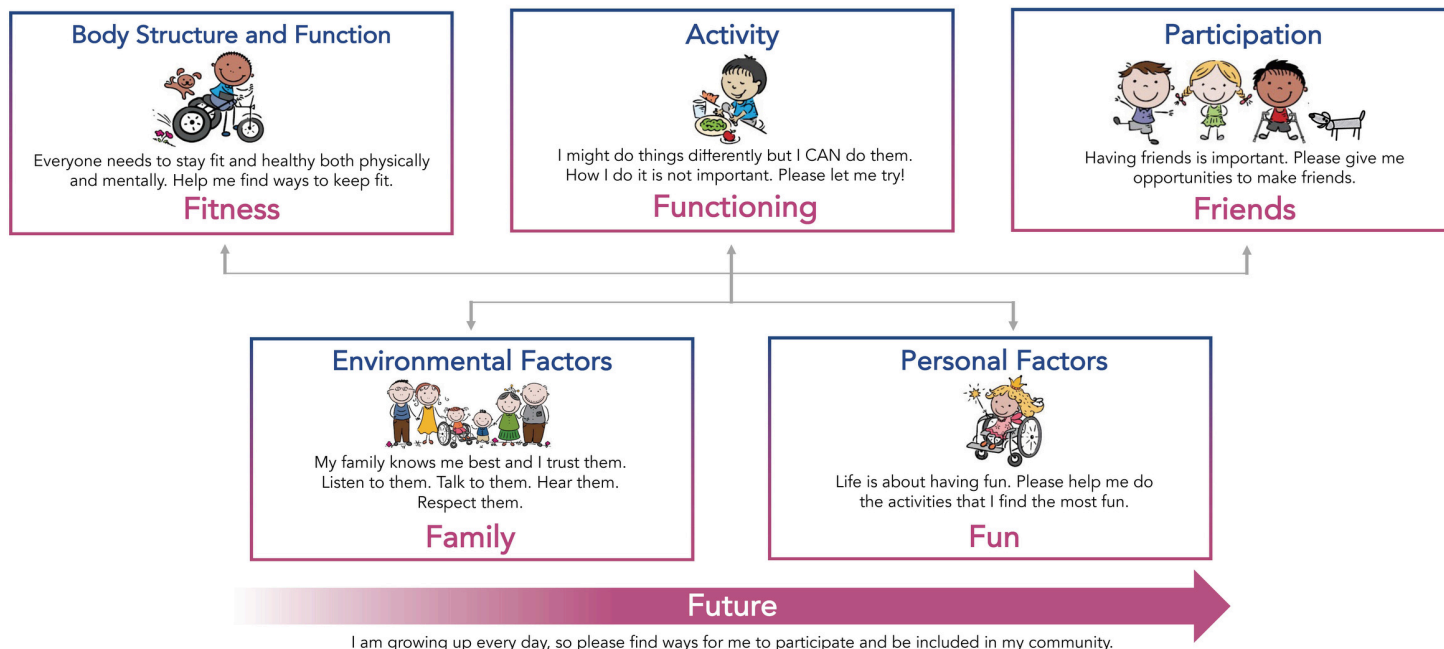 Body Structure and Function
Everyone needs to stay fit and healthy both physically
and mentally. Help me find ways to keep fit.
Fitness
Activity
I might do things differently but I CAN do them.
How I do it is not important. Please let me try!
Functioning
Participation
Having friends is important. Please give me
opportunities to make friends.
Friends
Environmental Factors
My family knows me best and I trust them.
Listen to them. Talk to them. Hear them.
Respect them.
Family
Personal Factors
Life is about having fun. Please help me do
the activities that I find the most fun.
Fun
Future
I am growing up every day, so please find ways for me to participate and be included in my community.